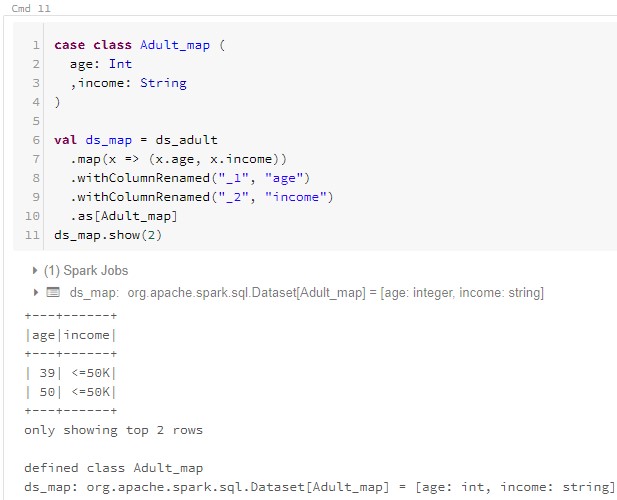 Cmd 11
1 case class Adult_map (
2   age: Int
3   ,income: String
4 )
5
6 val ds_map = ds_adult
7   .map(x => (x.age, x.income))
8   .withColumnRenamed("_1", "age")
9   .withColumnRenamed("_2", "income")
10   .as[Adult_map]
11 ds_map.show(2)
(1) Spark Jobs
ds_map: org.apache.spark.sql.Dataset[Adult_map] = [age: integer, income: string]
+---+------+
|age|income|
+---+------+
| 39| <=50K|
| 50| <=50K|
+---+------+
only showing top 2 rows
defined class Adult_map
ds_map: org.apache.spark.sql.Dataset[Adult_map] = [age: int, income: string]